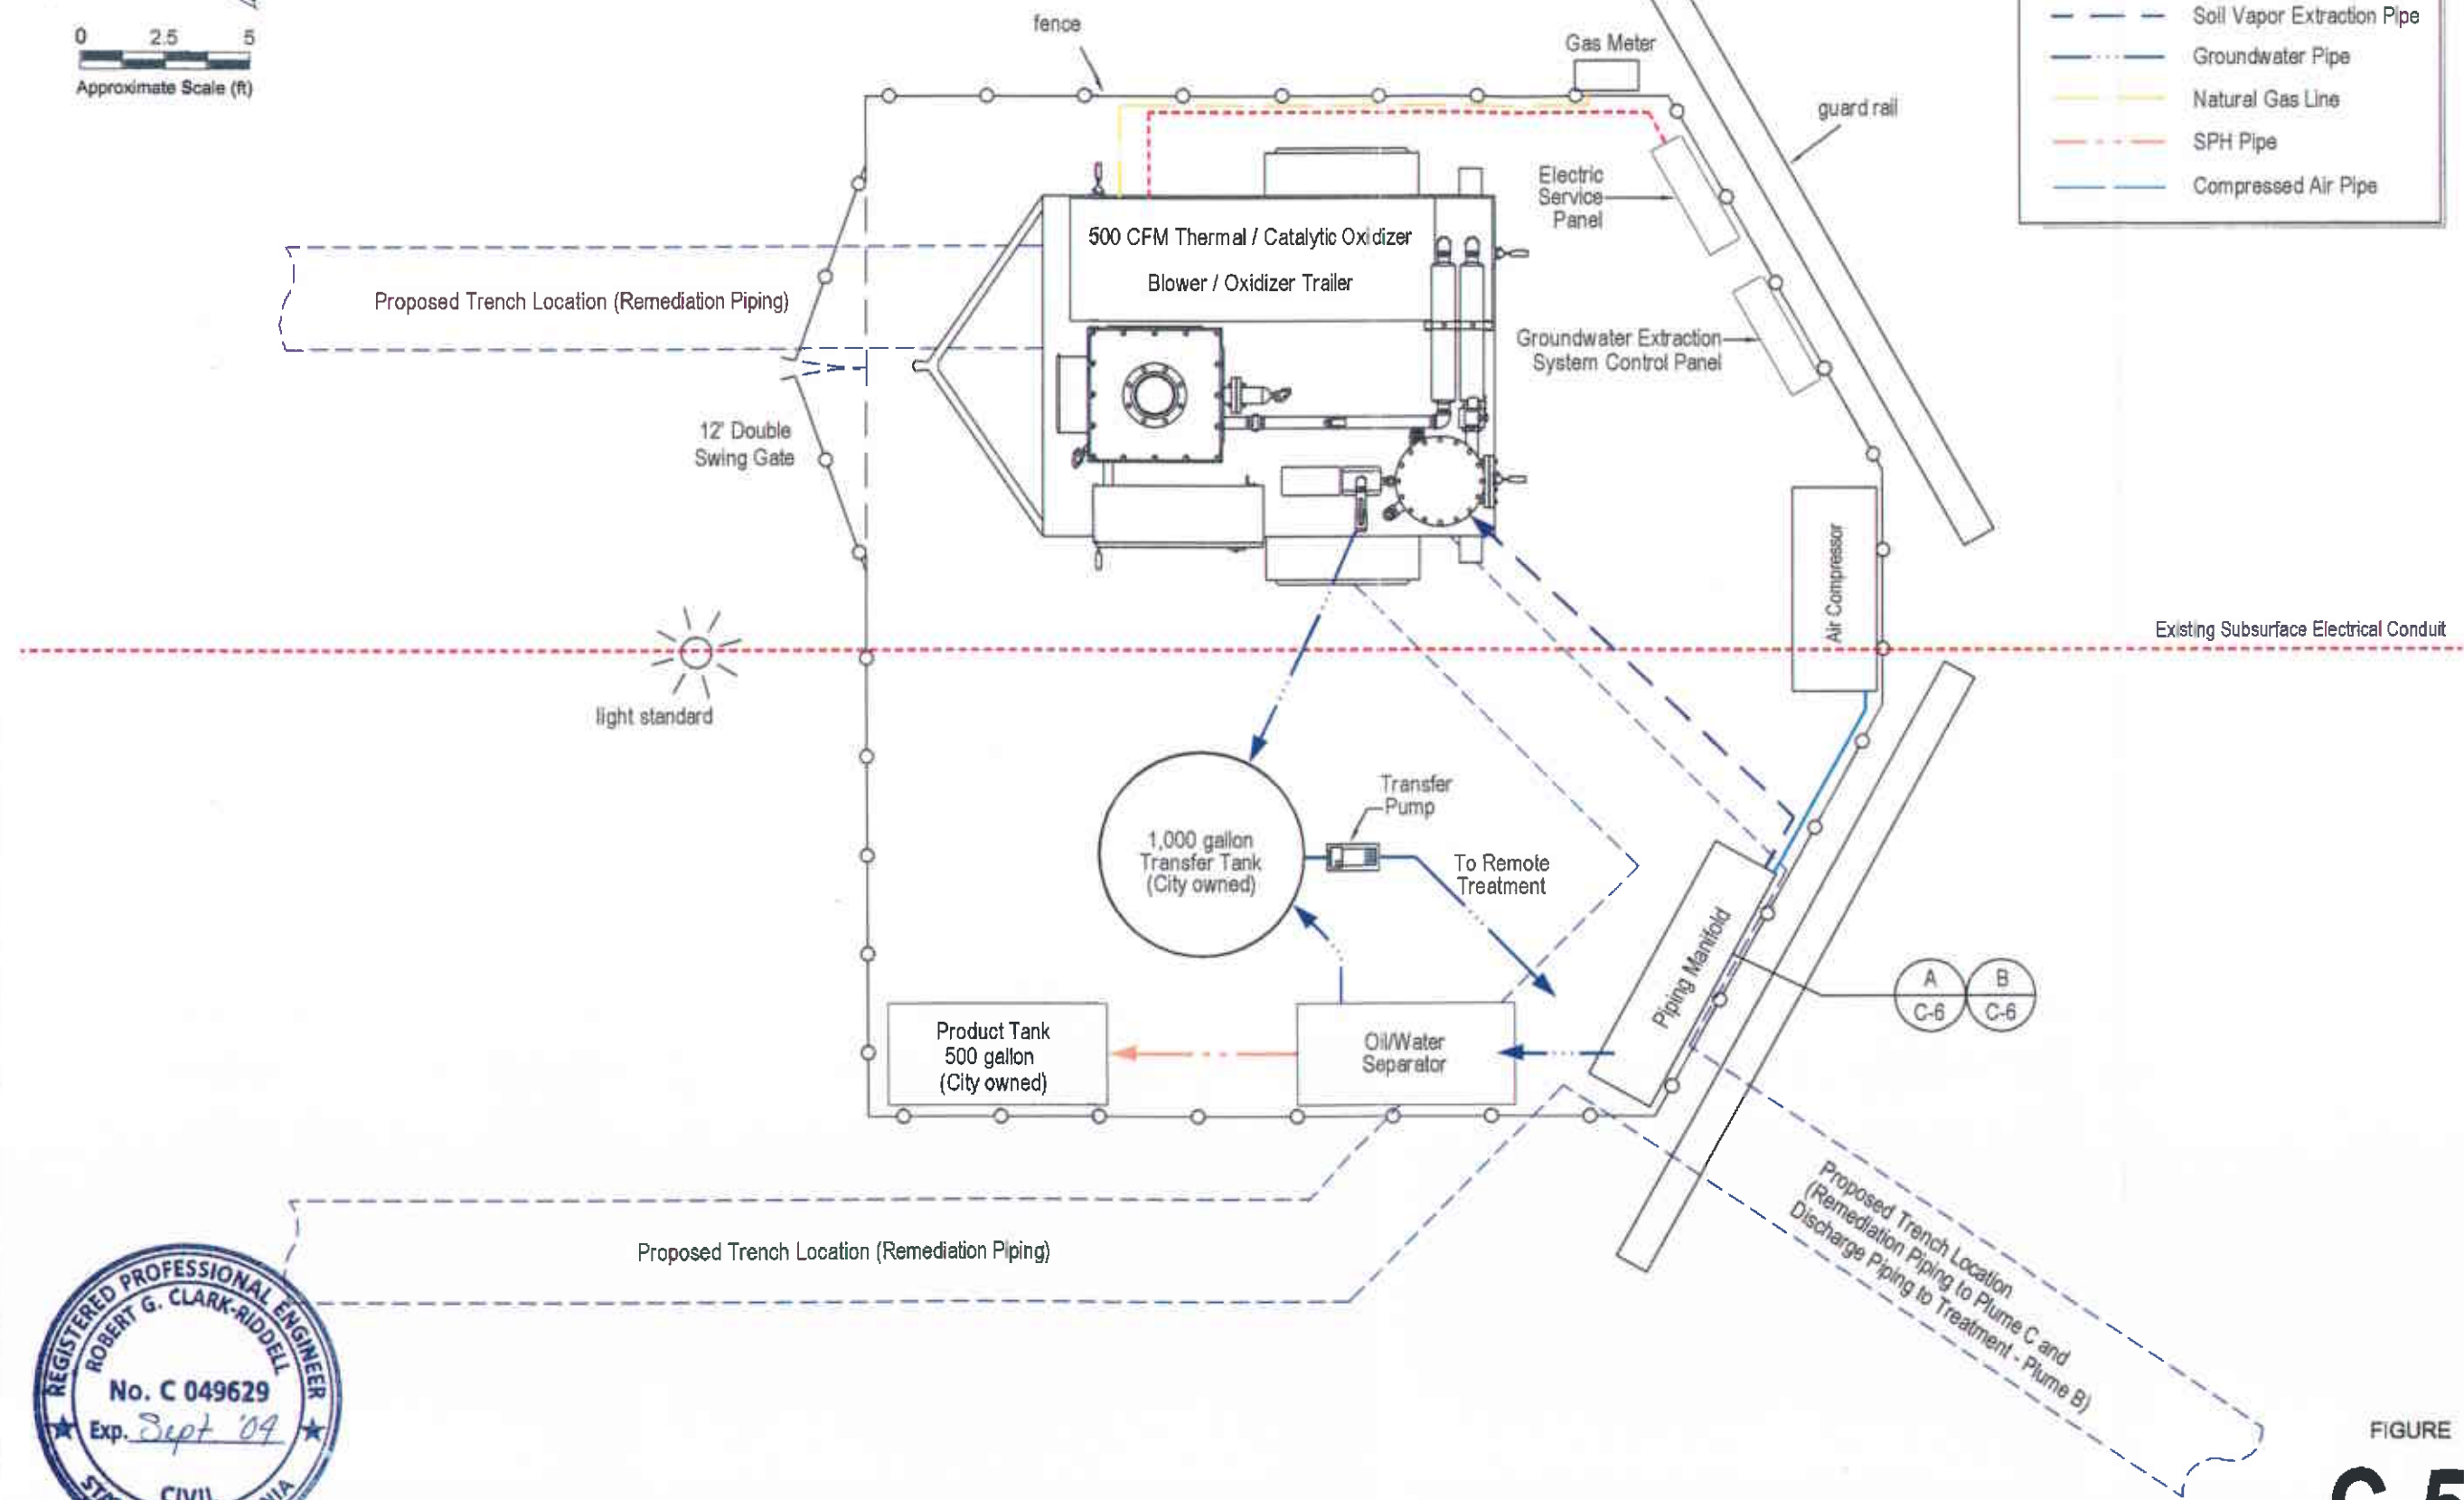 0 2.5 5
Approximate Scale (ft)
fence
Gas Meter
guard rail
Soil Vapor Extraction Pipe
Groundwater Pipe
Natural Gas Line
SPH Pipe
Compressed Air Pipe
Electric
Service
Panel
500 CFM Thermal / Catalytic Oxidizer
Blower / Oxidizer Trailer
Proposed Trench Location (Remediation Piping)
Groundwater Extraction
System Control Panel
12' Double
Swing Gate
Air Compressor
Existing Subsurface Electrical Conduit
light standard
Transfer
Pump
1,000 gallon
Transfer Tank
(City owned)
To Remote
Treatment
Piping Manifold
A
C-6
B
C-6
Product Tank
500 gallon
(City owned)
Oil/Water
Separator
Proposed Trench Location (Remediation Piping)
Proposed Trench Location
(Remediation Piping to Plume C and
Discharge Piping to Treatment - Plume B)
REGISTERED PROFESSIONAL ENGINEER
ROBERT G. CLARK-RIDDELL
No. C 049629
Exp. Sept '04
CIVIL
FIGURE